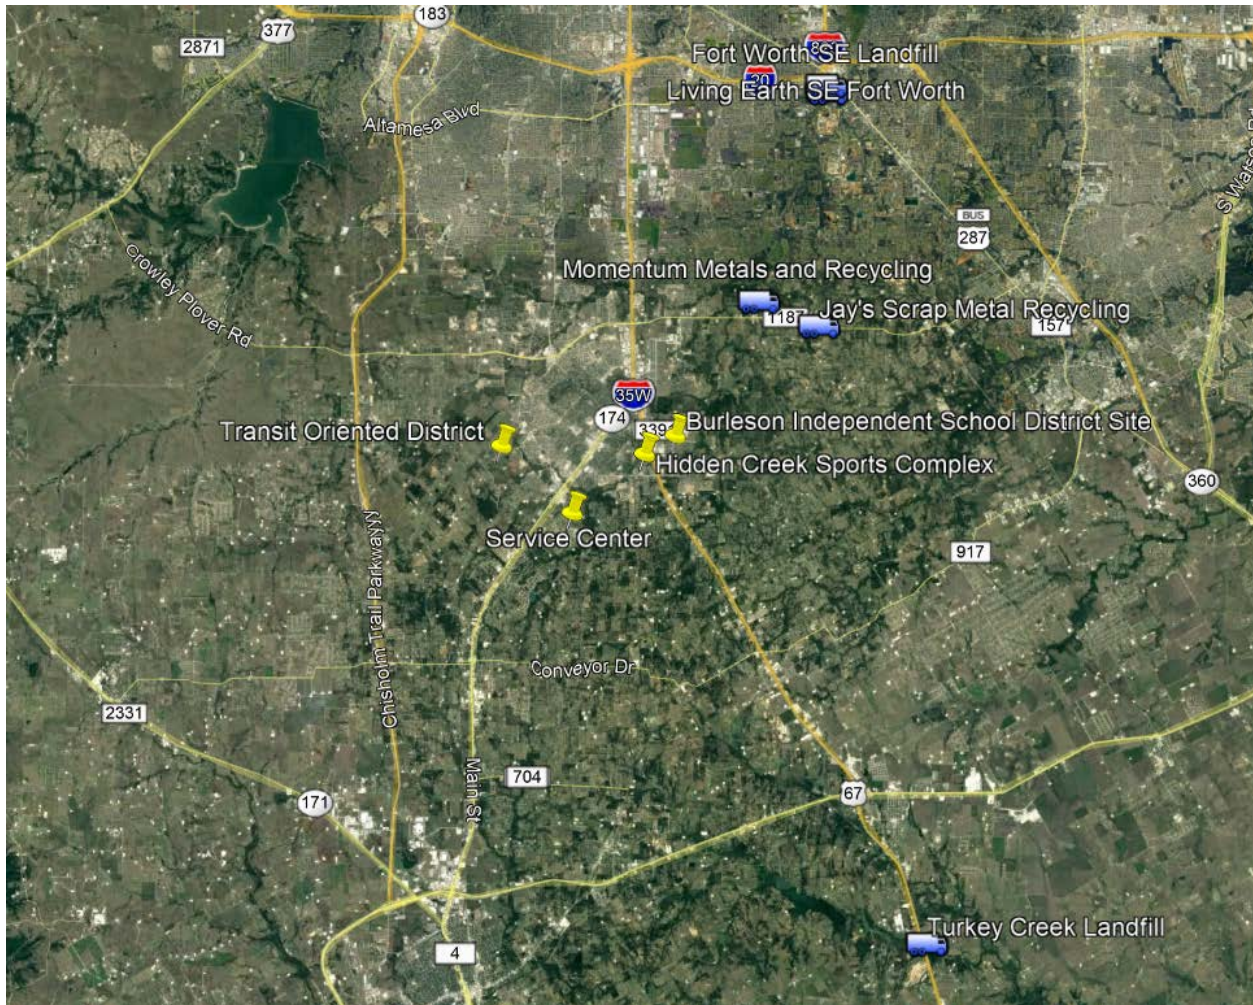 183
377
2871
Fort Worth SE Landfill
20
Living Earth SE Fort Worth
Altamesa Blvd
BUS
287
Crowley Plover Rd
Momentum Metals and Recycling
1187
Jay's Scrap Metal Recycling
157
35W
174
Transit Oriented District
Burleson Independent School District Site
Hidden Creek Sports Complex
360
Service Center
917
Chisholm Trail Parkwayyy
Conveyor Dr
2331
Main St
704
67
171
Turkey Creek Landfill
4